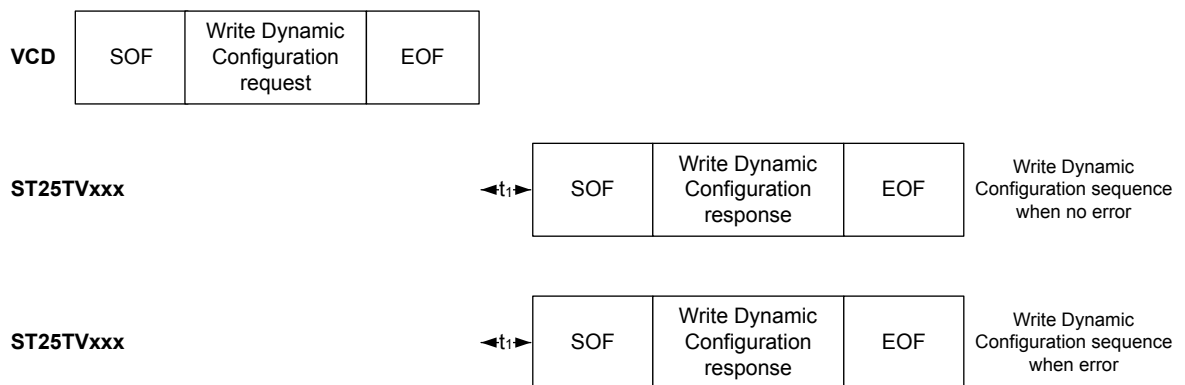 VCD
SOF
Write Dynamic
Configuration
request
EOF
ST25TVxxx
t1
SOF
Write Dynamic
Configuration
response
EOF
Write Dynamic
Configuration sequence
when no error
ST25TVxxx
t1
SOF
Write Dynamic
Configuration
response
EOF
Write Dynamic
Configuration sequence
when error